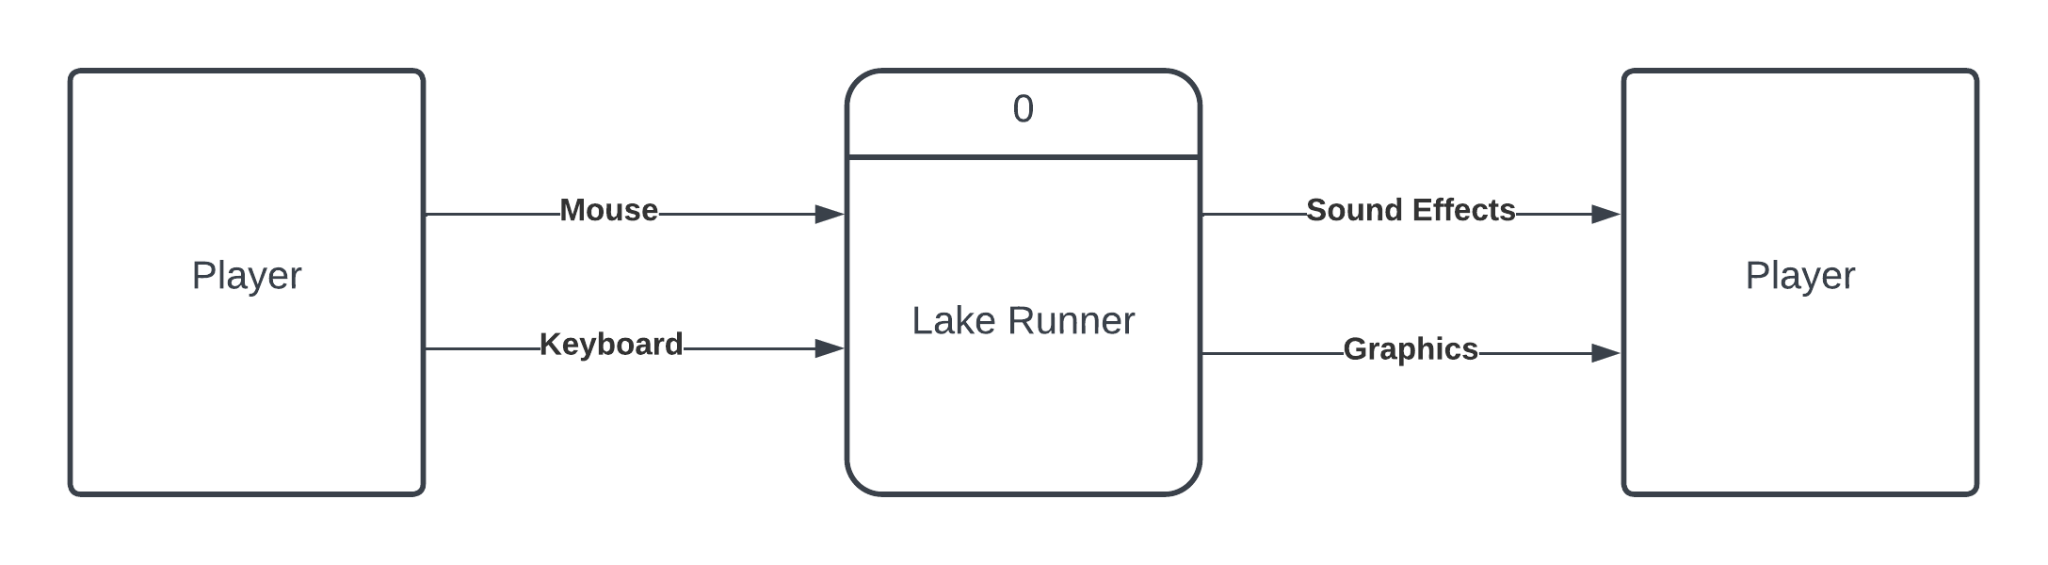 0
Player
Mouse
Keyboard
Lake Runner
Sound Effects
Graphics
Player